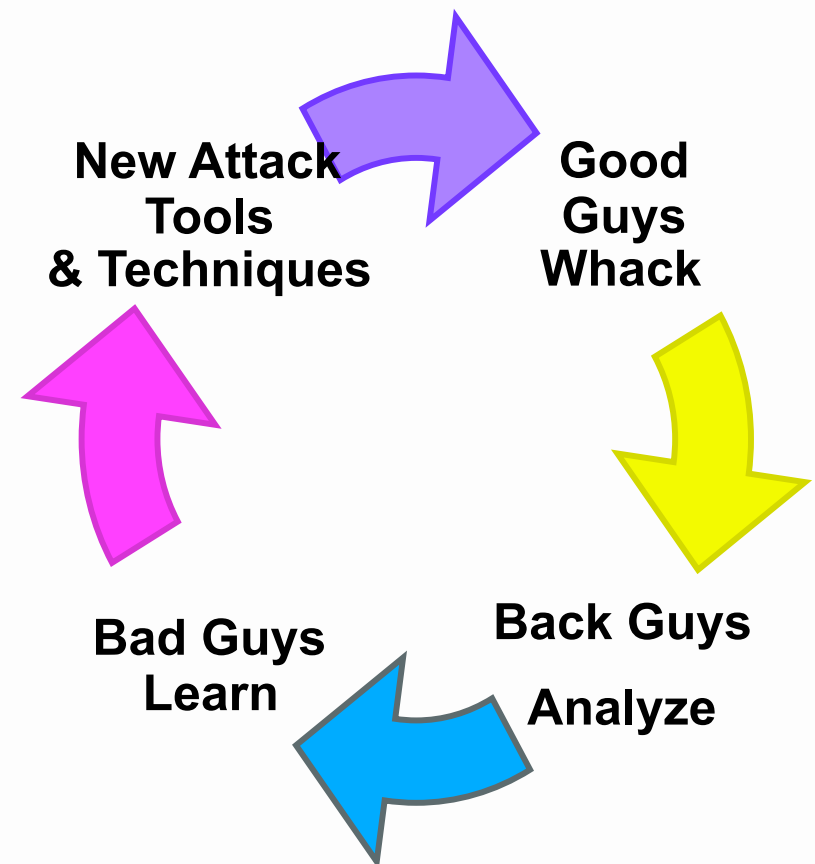 New Attack
Tools
& Techniques
Good
Guys
Whack
Back Guys
Analyze
Bad Guys
Learn